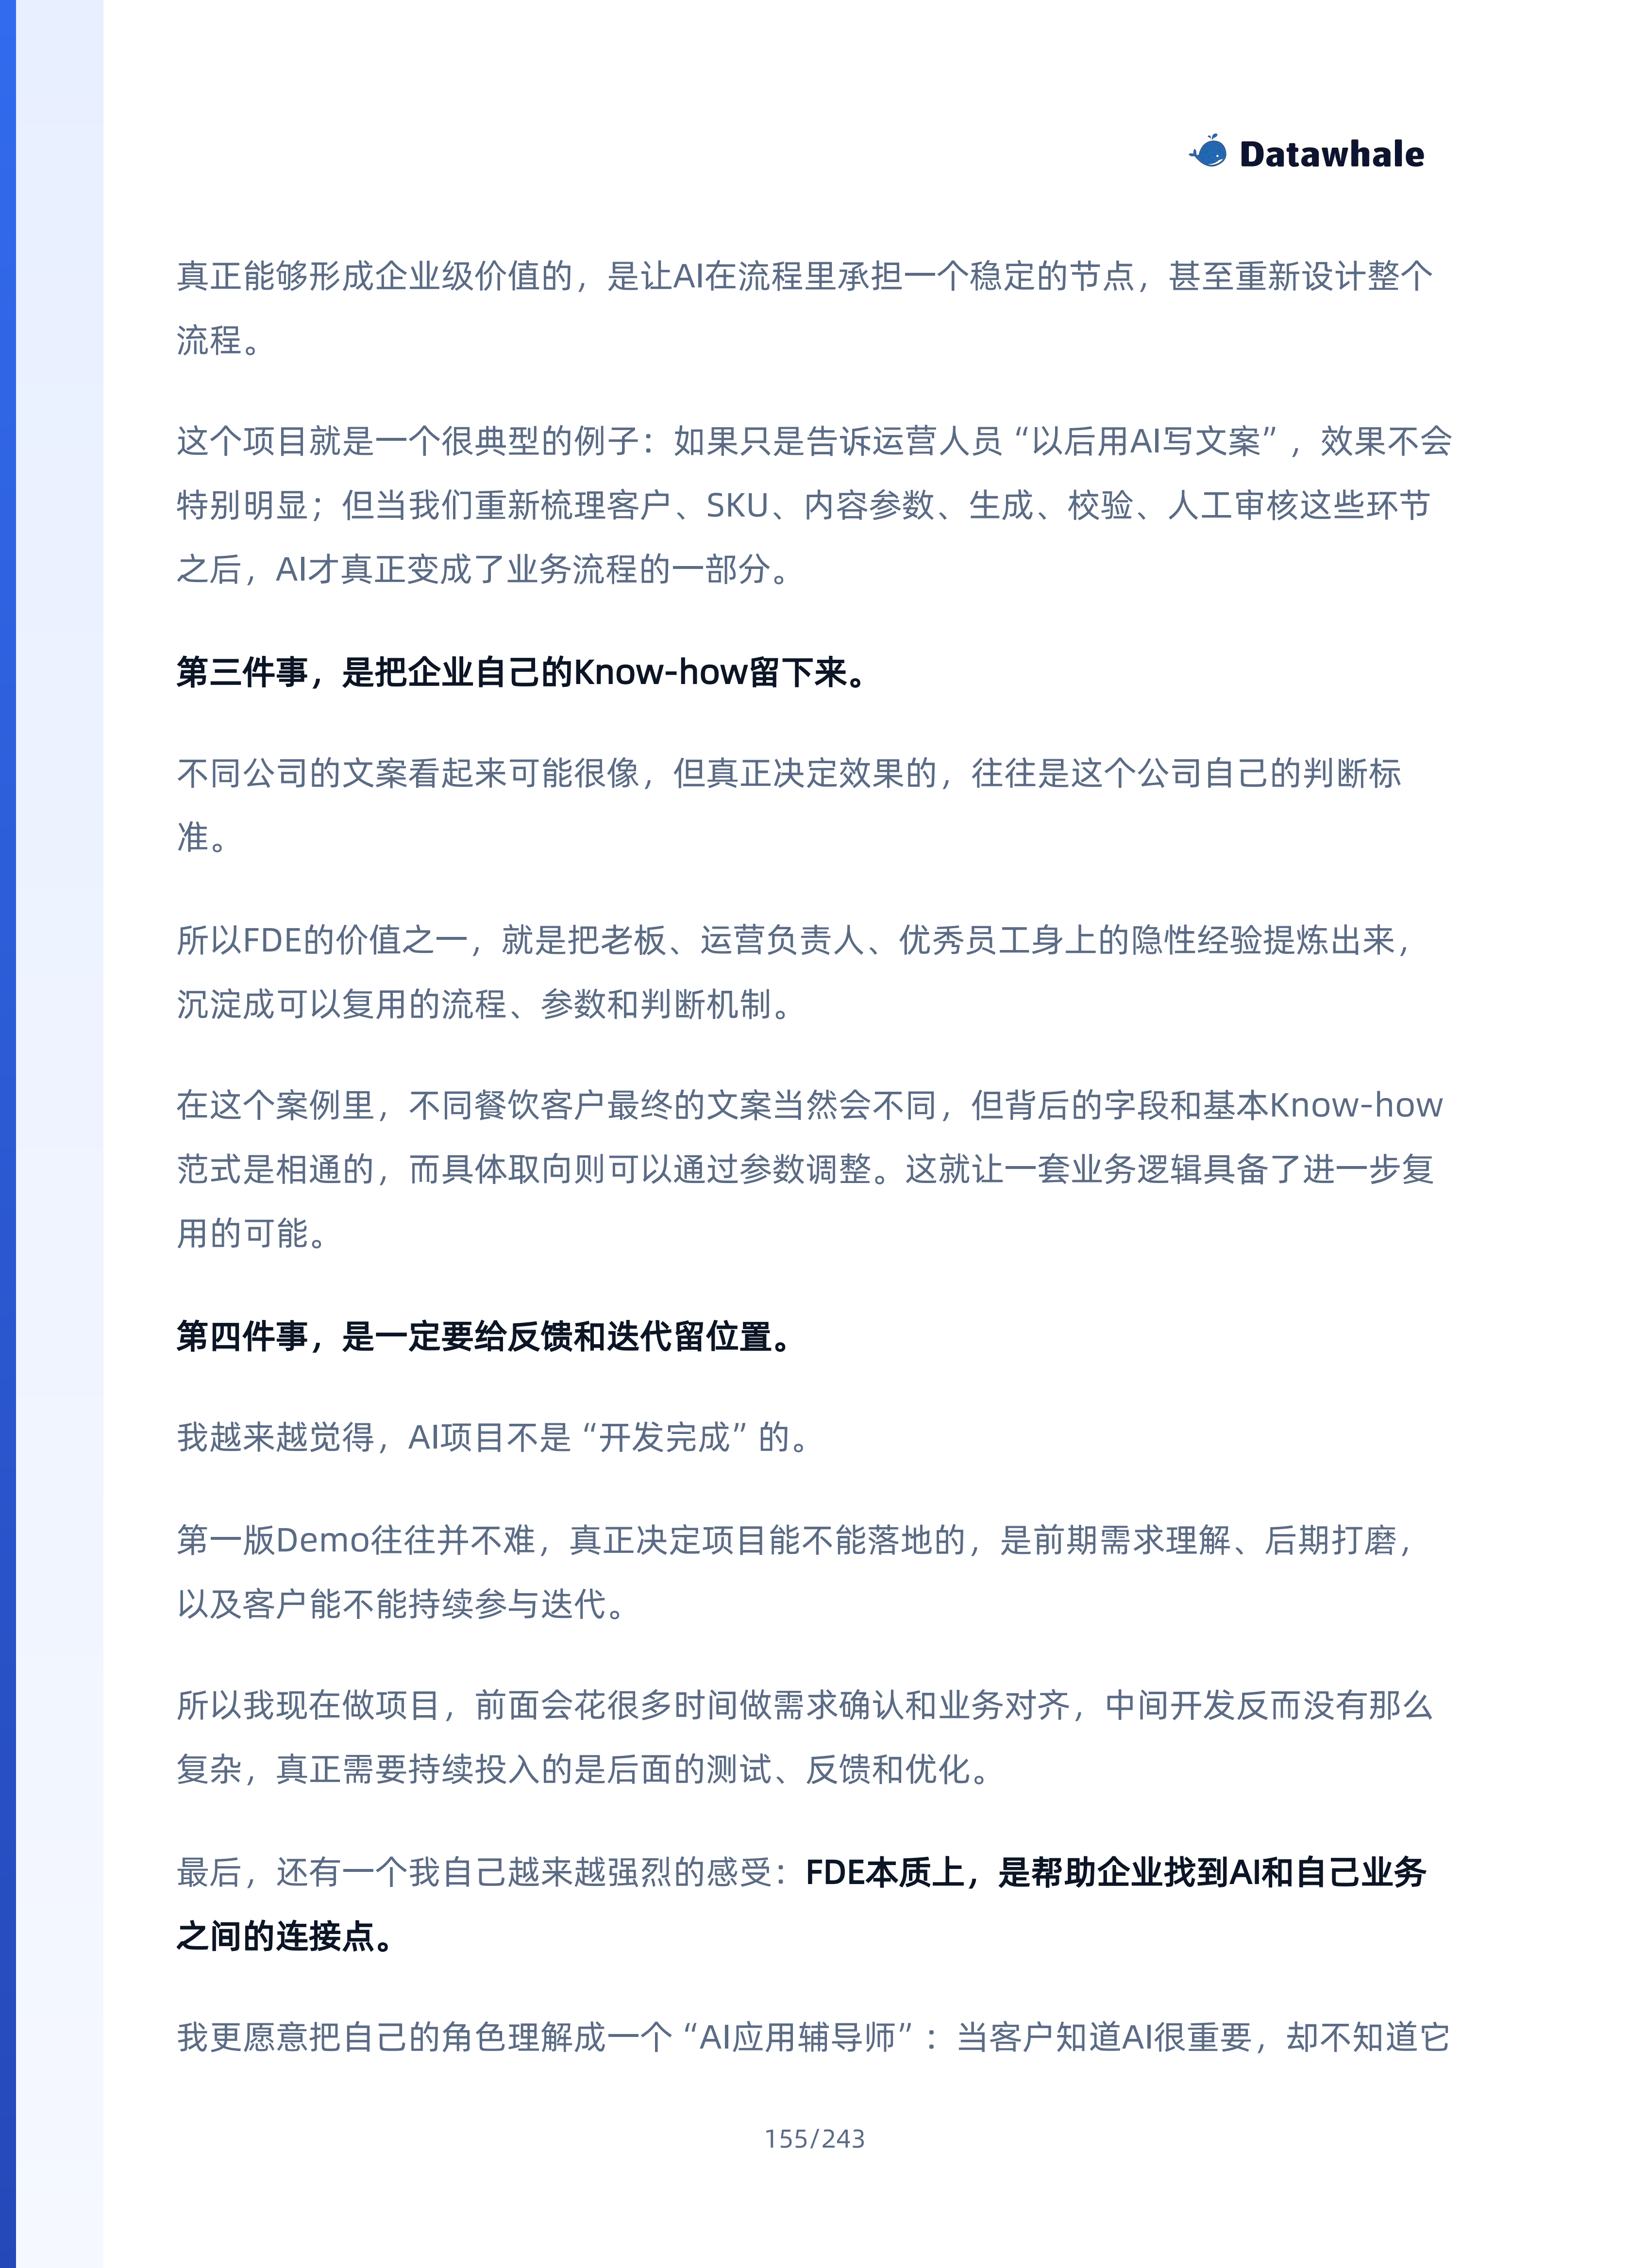 Datawhale
真正能够形成企业级价值的，是让AI在流程里承担一个稳定的节点，甚至重新设计整个
流程。
这个项目就是一个很典型的例子：如果只是告诉运营人员“以后用AI写文案”，效果不会
特别明显；但当我们重新梳理客户、SKU、内容参数、生成、校验、人工审核这些环节
之后，AI才真正变成了业务流程的一部分。
第三件事，是把企业自己的Know-how留下来。
不同公司的文案看起来可能很像，但真正决定效果的，往往是这个公司自己的判断标
准。
所以FDE的价值之一，就是把老板、运营负责人、优秀员工身上的隐性经验提炼出来，
沉淀成可以复用的流程、参数和判断机制。
在这个案例里，不同餐饮客户最终的文案当然会不同，但背后的字段和基本Know-how
范式是相通的，而具体取向则可以通过参数调整。这就让一套业务逻辑具备了进一步复
用的可能。
第四件事，是一定要给反馈和迭代留位置。
我越来越觉得，AI项目不是“开发完成”的。
第一版Demo往往并不难，真正决定项目能不能落地的，是前期需求理解、后期打磨，
以及客户能不能持续参与迭代。
所以我现在做项目，前面会花很多时间做需求确认和业务对齐，中间开发反而没有那么
复杂，真正需要持续投入的是后面的测试、反馈和优化。
最后，还有一个我自己越来越强烈的感受：FDE本质上，是帮助企业找到AI和自己业务
之间的连接点。
我更愿意把自己的角色理解成一个“AI应用辅导师”：当客户知道AI很重要，却不知道它
155/243